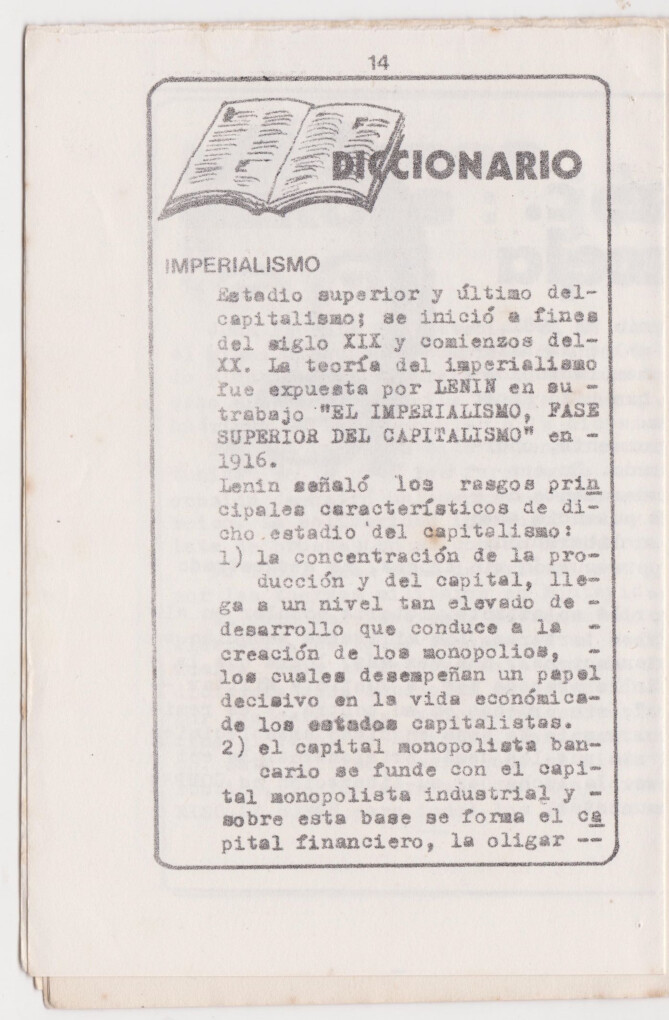 14
DICCIONARIO
IMPERIALISMO
Estadio superior y último del-
capitalismo; se inició a fines
del siglo XIX y comienzos del-
XX. La teoría del imperialismo
fue expuesta por LENIN en su -
trabajo "EL IMPERIALISMO, FASE
SUPERIOR DEL CAPITALISMO" en -
1916.
Lenin señaló los rasgos prin
cipales característicos de di-
cho estadio del capitalismo:
1) la concentración de la pro-
ducción y del capital, lle-
ga a un nivel tan elevado de -
desarrollo que conduce a la -
creación de los monopolios, -
los cuales desempeñan un papel
decisivo en la vida económica-
de los estados capitalistas.
2) el capital monopolista ban-
cario se funde con el capi-
tal monopolista industrial y -
sobre esta base se forma el ca
pital financiero, la oligar --